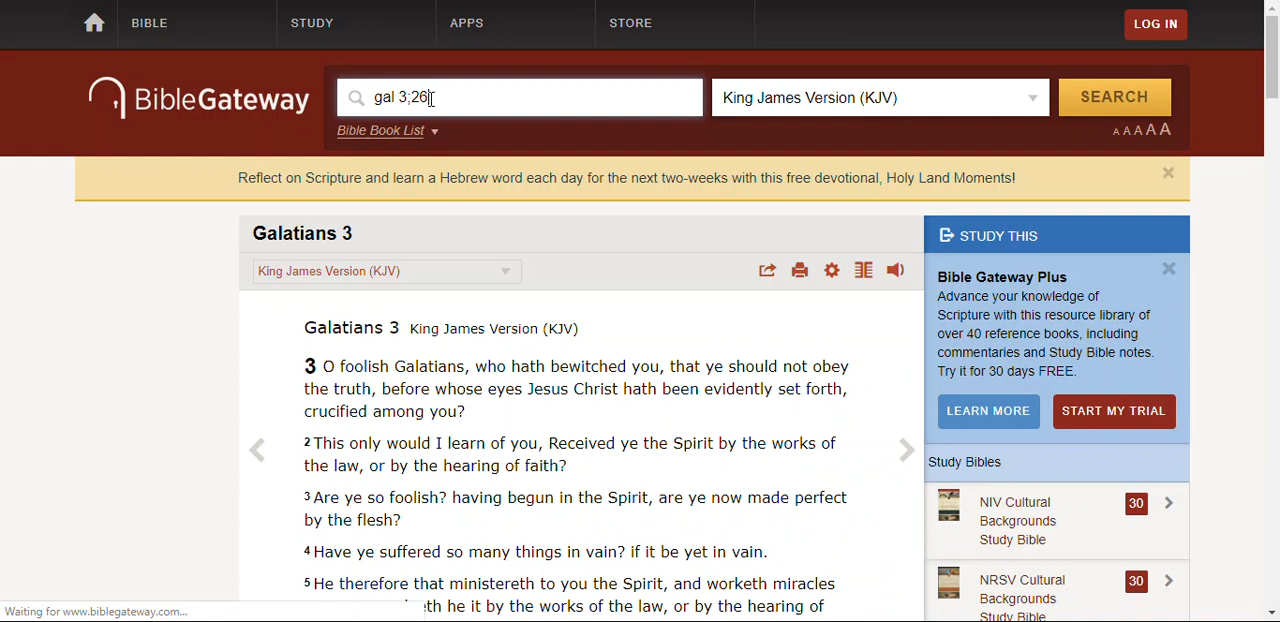 BIBLE STUDY APPS STORE LOG IN
BibleGateway
gal 3;26
King James Version (KJV)
SEARCH
Bible Book List
A A A A A
Reflect on Scripture and learn a Hebrew word each day for the next two-weeks with this free devotional, Holy Land Moments!
Galatians 3
King James Version (KJV)
Galatians 3 King James Version (KJV)
3 O foolish Galatians, who hath bewitched you, that ye should not obey
the truth, before whose eyes Jesus Christ hath been evidently set forth,
crucified among you?
2 This only would I learn of you, Received ye the Spirit by the works of
the law, or by the hearing of faith?
3 Are ye so foolish? having begun in the Spirit, are ye now made perfect
by the flesh?
4 Have ye suffered so many things in vain? if it be yet in vain.
5 He therefore that ministereth to you the Spirit, and worketh miracles
he it by the works of the law, or by the hearing of
STUDY THIS
Bible Gateway Plus
Advance your knowledge of
Scripture with this resource library of
over 40 reference books, including
commentaries and Study Bible notes.
Try it for 30 days FREE.
LEARN MORE START MY TRIAL
Study Bibles
NIV Cultural
Backgrounds
Study Bible
30
NRSV Cultural
Backgrounds
Study Bible
30
Waiting for www.biblegateway.com...